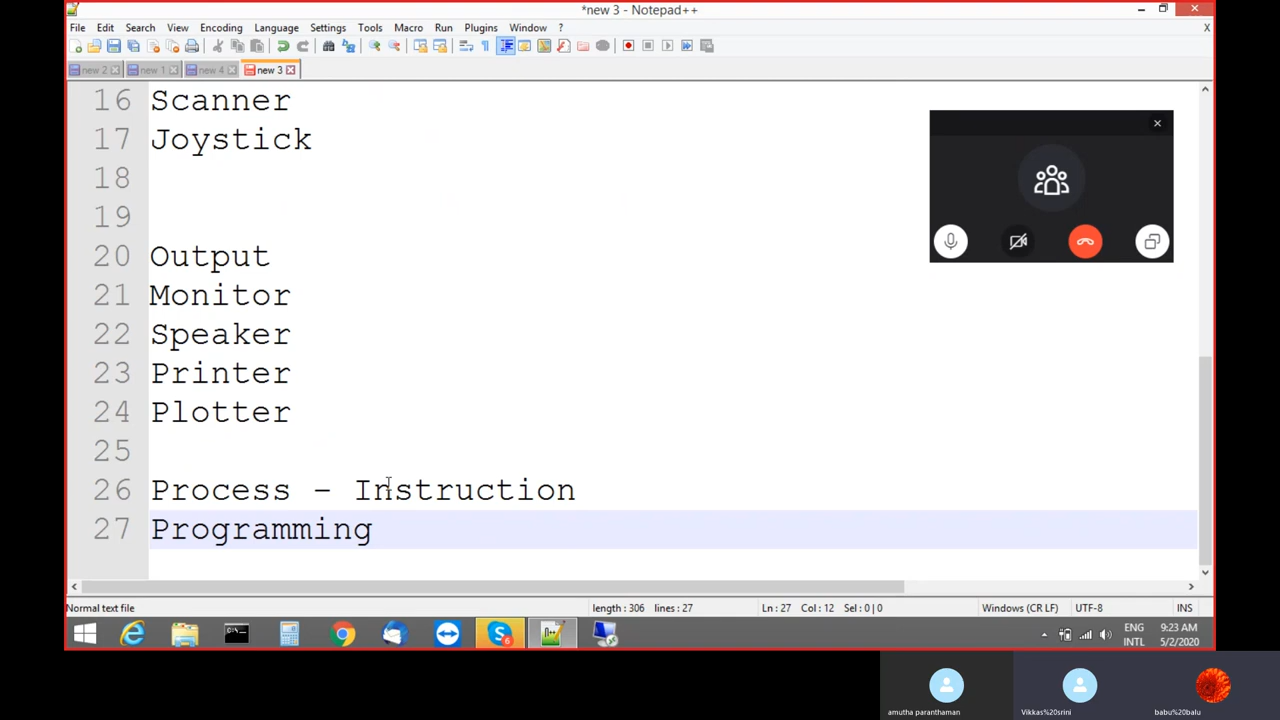 *new 3 - Notepad++
File Edit Search View Encoding Language Settings Tools Macro Run Plugins Window ? X
new 2 new 1 new 4 new 3
16 Scanner
17 Joystick
18
19
20 Output
21 Monitor
22 Speaker
23 Printer
24 Plotter
25
26 Process - Instruction
27 Programming
Normal text file length : 306 lines : 27 Ln : 27 Col : 12 Sel : 0 | 0 Windows (CR LF) UTF-8 INS
6 ENG 9:23 AM
INTL 5/2/2020
amutha paranthaman Vikkas%20srini babu%20balu